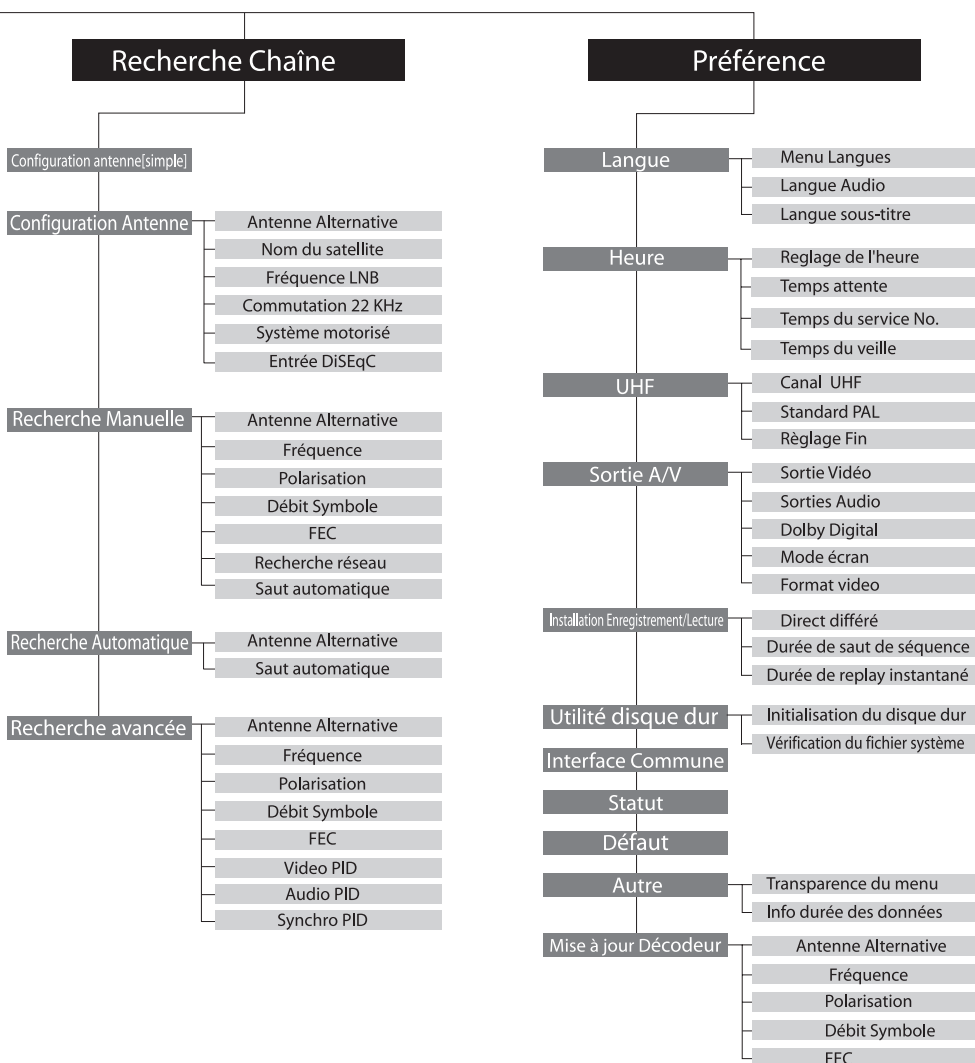 Recherche Chaîne
Configuration antenne[simple]
Configuration Antenne
Antenne Alternative
Nom du satellite
Fréquence LNB
Commutation 22 KHz
Système motorisé
Entrée DiSEqC
Recherche Manuelle
Antenne Alternative
Fréquence
Polarisation
Débit Symbole
FEC
Recherche réseau
Saut automatique
Recherche Automatique
Antenne Alternative
Saut automatique
Recherche avancée
Antenne Alternative
Fréquence
Polarisation
Débit Symbole
FEC
Video PID
Audio PID
Synchro PID
Préférence
Langue
Menu Langues
Langue Audio
Langue sous-titre
Heure
Reglage de l'heure
Temps attente
Temps du service No.
Temps du veille
UHF
Canal UHF
Standard PAL
Règlage Fin
Sortie A/V
Sortie Vidéo
Sorties Audio
Dolby Digital
Mode écran
Format video
Installation Enregistrement/Lecture
Direct différé
Durée de saut de séquence
Durée de replay instantané
Utilité disque dur
Initialisation du disque dur
Vérification du fichier système
Interface Commune
Statut
Défaut
Autre
Transparence du menu
Info durée des données
Mise à jour Décodeur
Antenne Alternative
Fréquence
Polarisation
Débit Symbole
FEC